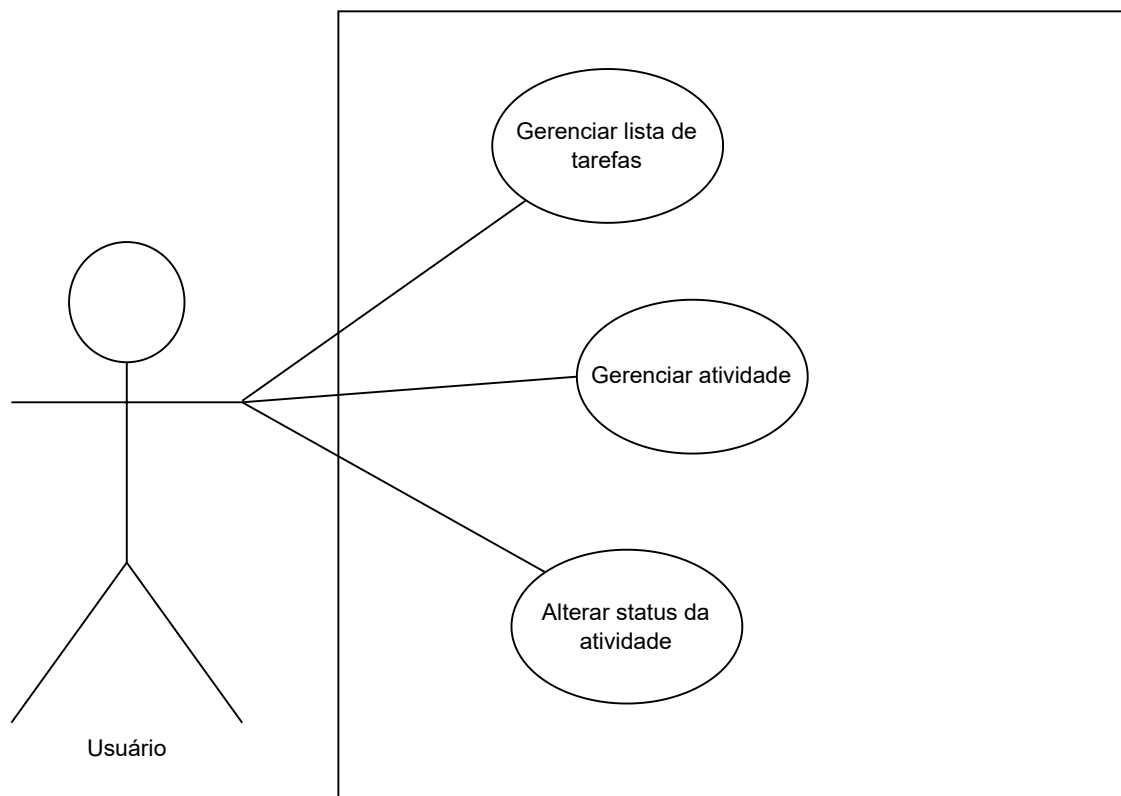 Gerenciar lista de
tarefas
Gerenciar atividade
Alterar status da
atividade
Usuário